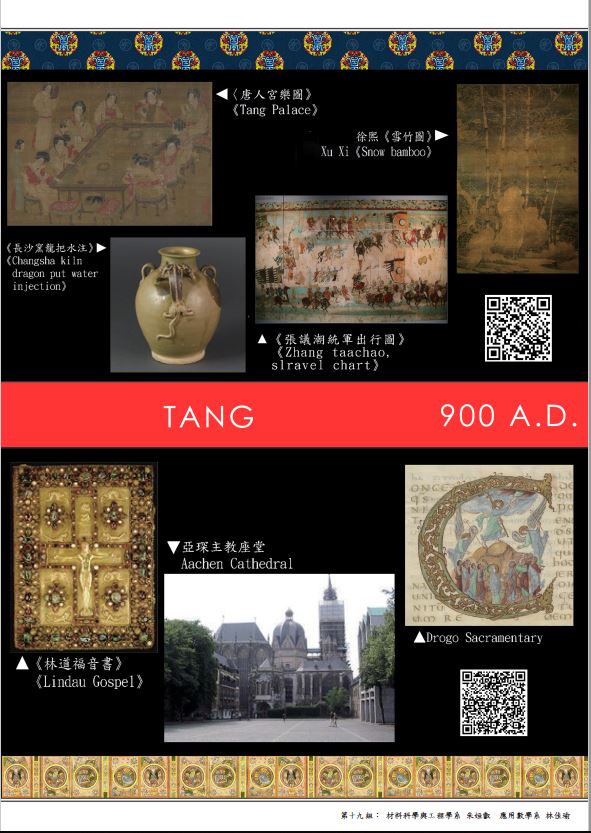 ◀《唐人宮樂圖》
《Tang Palace》
徐熙《雪竹圖》▶
Xu Xi《Snow bamboo》
《長沙窯龍把水注》▶
《Changsha kiln
dragon put water
injection》
▲《張議潮統軍出行圖》
《Zhang taachao,
slravel chart》
TANG
900 A.D.
▼亞琛主教座堂
Aachen Cathedral
▲《林道福音書》
《Lindau Gospel》
▲Drogo Sacramentary
第十九組： 材料科學與工程學系 應用數學系 林佳瑜